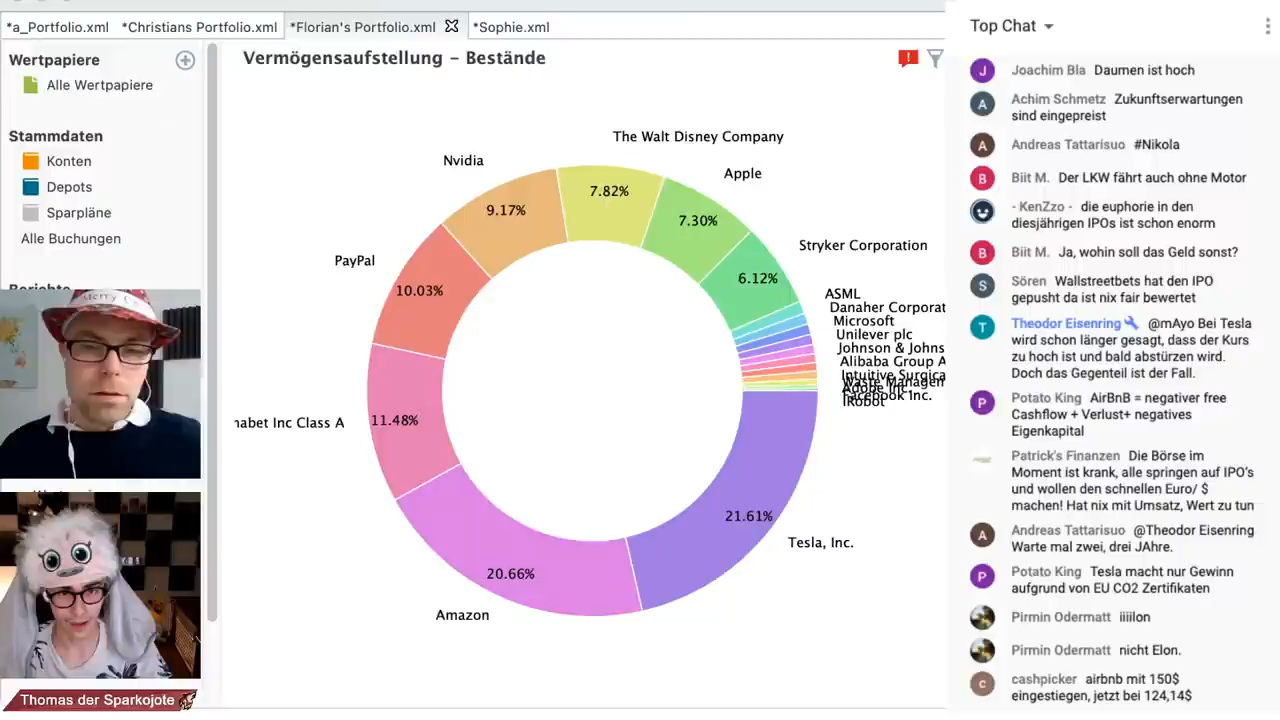 *a_Portfolio.xml
*Christians Portfolio.xml
*Florian's Portfolio.xml
*Sophie.xml
Wertpapiere
Alle Wertpapiere
Stammdaten
Konten
Depots
Sparpläne
Alle Buchungen
Berichte
Merry
Thomas der Sparkojote
Vermögensaufstellung – Bestände
The Walt Disney Company
7.82%
Nvidia
9.17%
Apple
7.30%
PayPal
10.03%
Stryker Corporation
6.12%
ASML
Danaher Corporat
Microsoft
Unilever plc
Johnson & Johns
Alibaba Group A
Intuitive Surgica
Waste Managem
Adobe Inc.
Facebook Inc.
iRobot
habet Inc Class A
11.48%
21.61%
Tesla, Inc.
20.66%
Amazon
Top Chat
Joachim Bla Daumen ist hoch
Achim Schmetz Zukunftserwartungen
sind eingepreist
Andreas Tattarisuo #Nikola
Biit M. Der LKW fährt auch ohne Motor
- KenZzo - die euphorie in den
diesjährigen IPOs ist schon enorm
Biit M. Ja, wohin soll das Geld sonst?
Sören Wallstreetbets hat den IPO
gepusht da ist nix fair bewertet
Theodor Eisenring @mAyo Bei Tesla
wird schon länger gesagt, dass der Kurs
zu hoch ist und bald abstürzen wird.
Doch das Gegenteil ist der Fall.
Potato King AirBnB = negativer free
Cashflow + Verlust+ negatives
Eigenkapital
Patrick's Finanzen Die Börse im
Moment ist krank, alle springen auf IPO's
und wollen den schnellen Euro/ $
machen! Hat nix mit Umsatz, Wert zu tun
Andreas Tattarisuo @Theodor Eisenring
Warte mal zwei, drei JAhre.
Potato King Tesla macht nur Gewinn
aufgrund von EU CO2 Zertifikaten
Pirmin Odermatt iiiilon
Pirmin Odermatt nicht Elon.
cashpicker airbnb mit 150$
eingestiegen, jetzt bei 124,14$